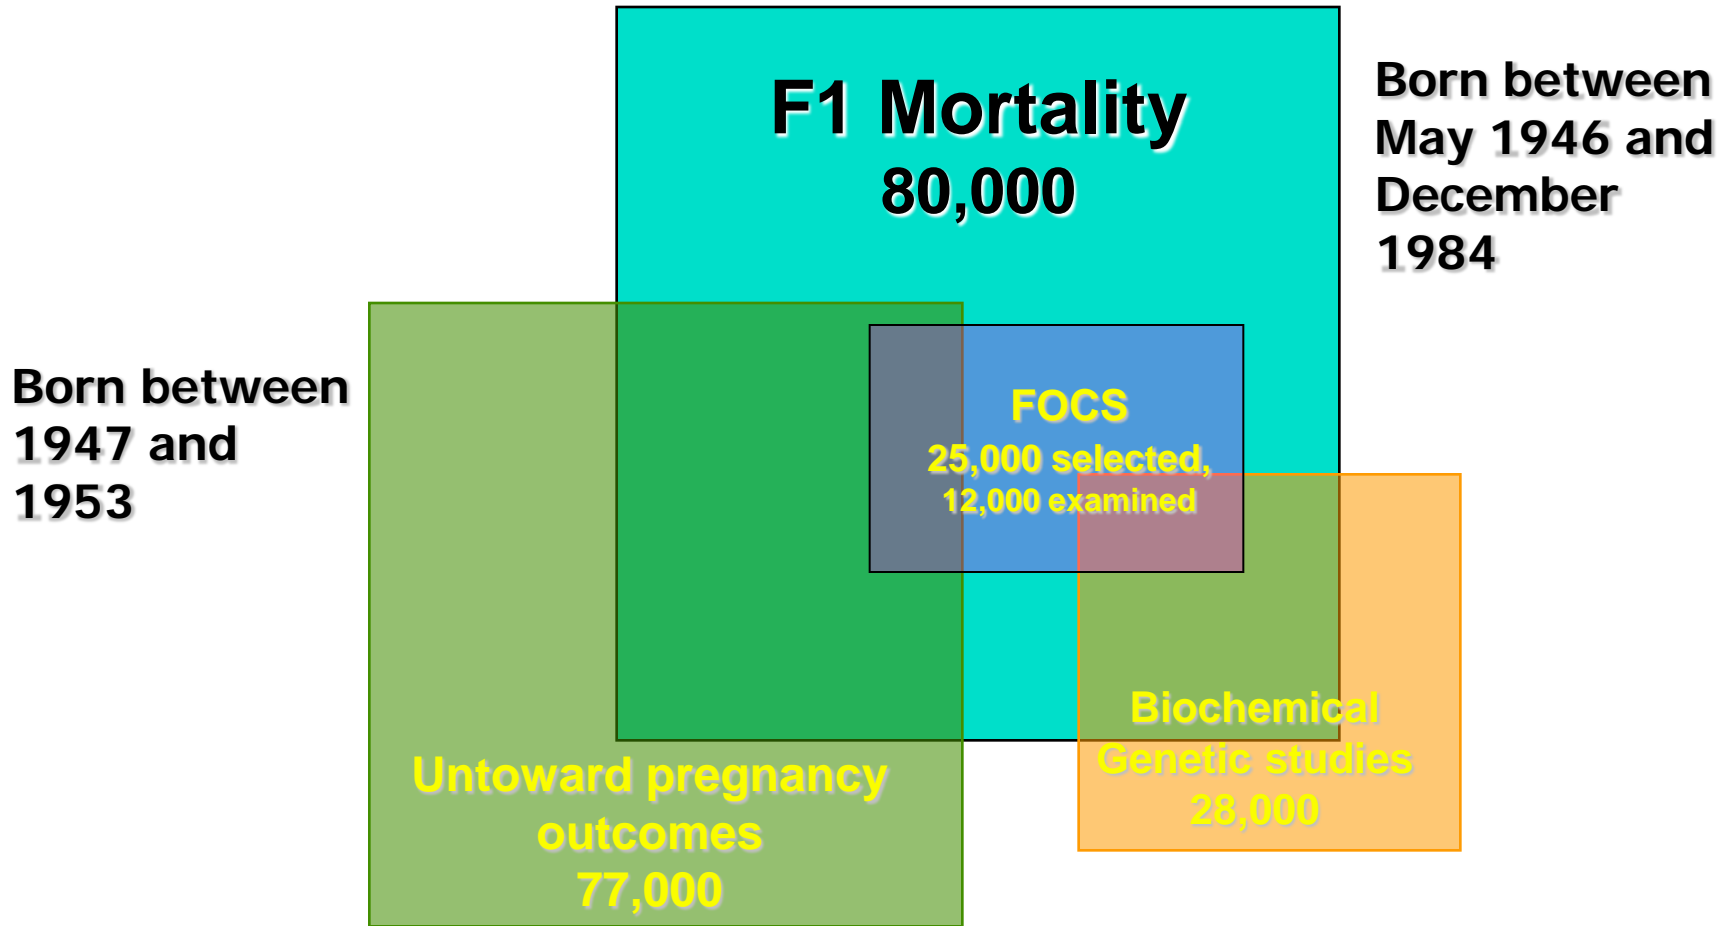 F1 Mortality
80,000
Born between
May 1946 and
December
1984
Born between
1947 and
1953
FOCS
25,000 selected,
12,000 examined
Biochemical
Genetic studies
28,000
Untoward pregnancy
outcomes
77,000